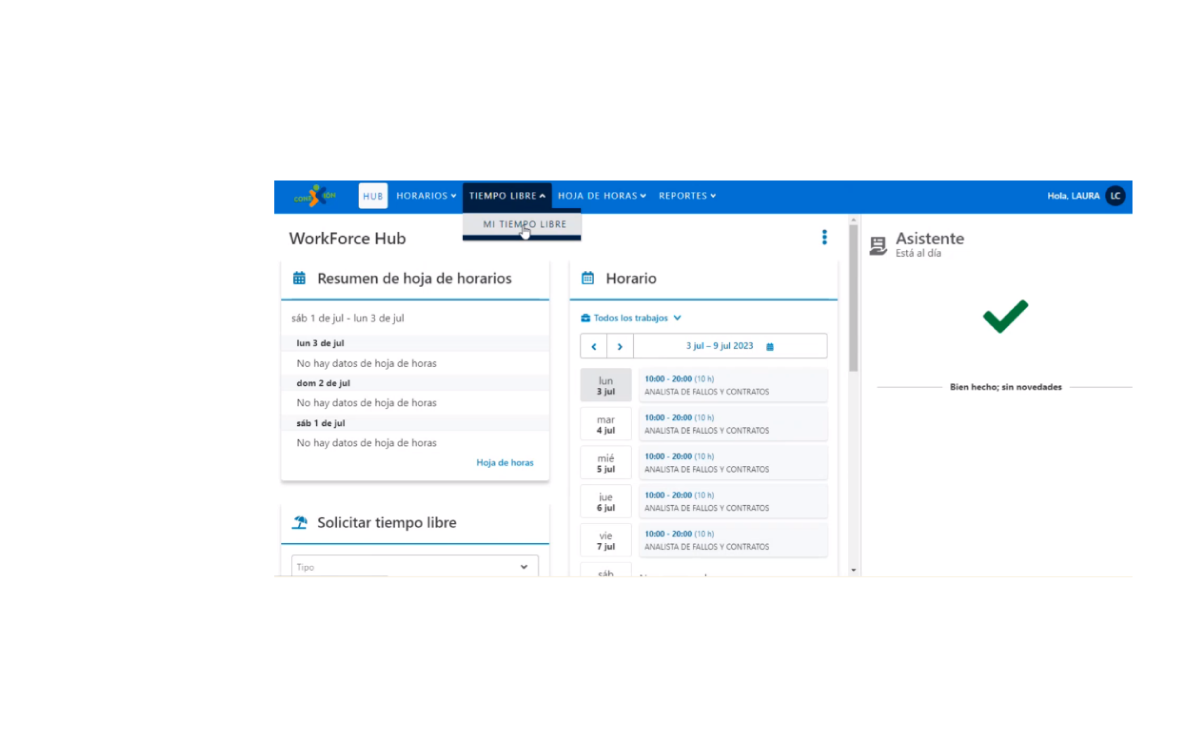 HUB HORARIOS TIEMPO LIBRE HOJA DE HORAS REPORTES Hola, LAURA LC
MI TIEMPO LIBRE
WorkForce Hub
Resumen de hoja de horarios
sáb 1 de jul - lun 3 de jul
lun 3 de jul
No hay datos de hoja de horas
dom 2 de jul
No hay datos de hoja de horas
sáb 1 de jul
No hay datos de hoja de horas
Hoja de horas
Solicitar tiempo libre
Tipo
Horario
Todos los trabajos
3 jul – 9 jul 2023
lun
3 jul
10:00 - 20:00 (10 h)
ANALISTA DE FALLOS Y CONTRATOS
mar
4 jul
10:00 - 20:00 (10 h)
ANALISTA DE FALLOS Y CONTRATOS
mié
5 jul
10:00 - 20:00 (10 h)
ANALISTA DE FALLOS Y CONTRATOS
jue
6 jul
10:00 - 20:00 (10 h)
ANALISTA DE FALLOS Y CONTRATOS
vie
7 jul
10:00 - 20:00 (10 h)
ANALISTA DE FALLOS Y CONTRATOS
sáb
Asistente
Está al día
Bien hecho; sin novedades